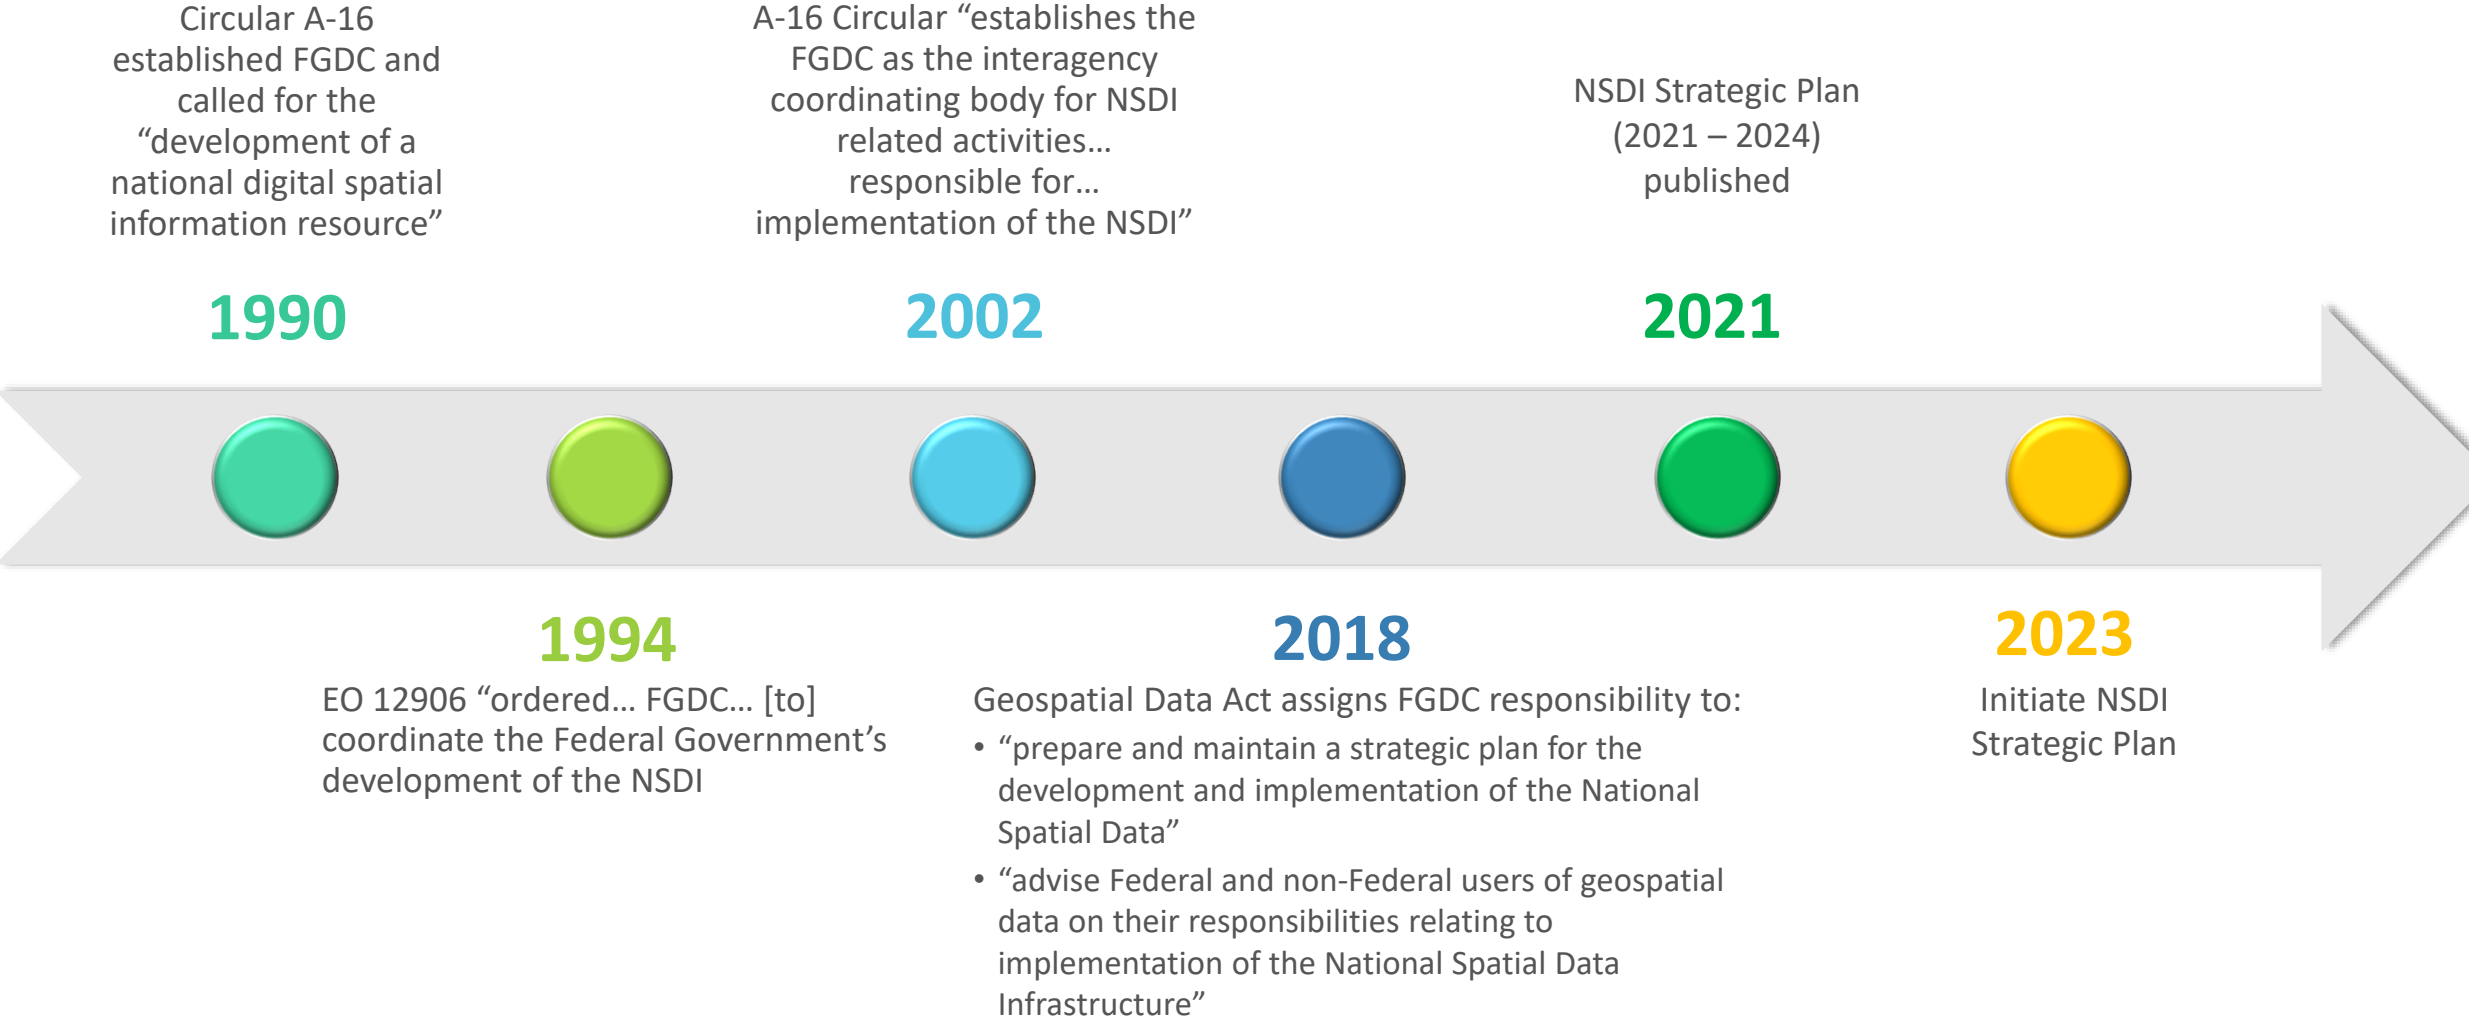 Circular A-16
established FGDC and
called for the
“development of a
national digital spatial
information resource”
1990
EO 12906 “ordered… FGDC… [to]
coordinate the Federal Government’s
development of the NSDI
1994
A-16 Circular “establishes the
FGDC as the interagency
coordinating body for NSDI
related activities…
responsible for…
implementation of the NSDI”
2002
2018
Geospatial Data Act assigns FGDC responsibility to:
• “prepare and maintain a strategic plan for the
development and implementation of the National
Spatial Data”
• “advise Federal and non-Federal users of geospatial
data on their responsibilities relating to
implementation of the National Spatial Data
Infrastructure”
NSDI Strategic Plan
(2021 – 2024)
published
2021
2023
Initiate NSDI
Strategic Plan